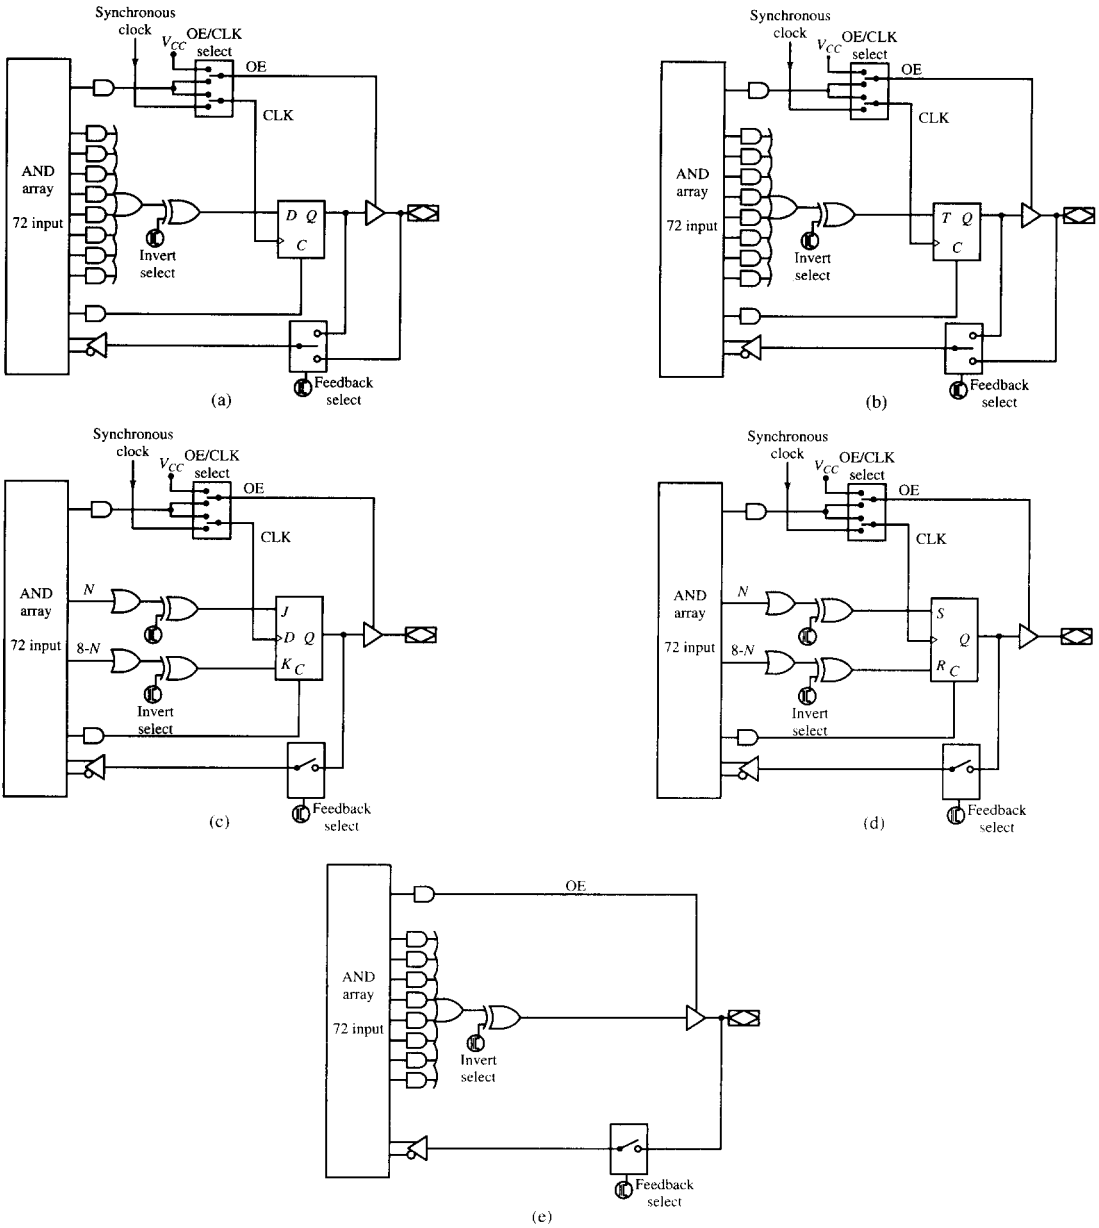 Synchronous
clock
V_CC
OE/CLK
select
OE
CLK
AND
array
72 input
D Q
C
Invert
select
Feedback
select
(a)
Synchronous
clock
V_CC
OE/CLK
select
OE
CLK
AND
array
72 input
T Q
C
Invert
select
Feedback
select
(b)
Synchronous
clock
V_CC
OE/CLK
select
OE
CLK
AND
array
72 input
N
8-N
J
D Q
K C
Invert
select
Feedback
select
(c)
Synchronous
clock
V_CC
OE/CLK
select
OE
CLK
AND
array
72 input
N
8-N
S
Q
R C
Invert
select
Feedback
select
(d)
OE
AND
array
72 input
Invert
select
Feedback
select
(e)